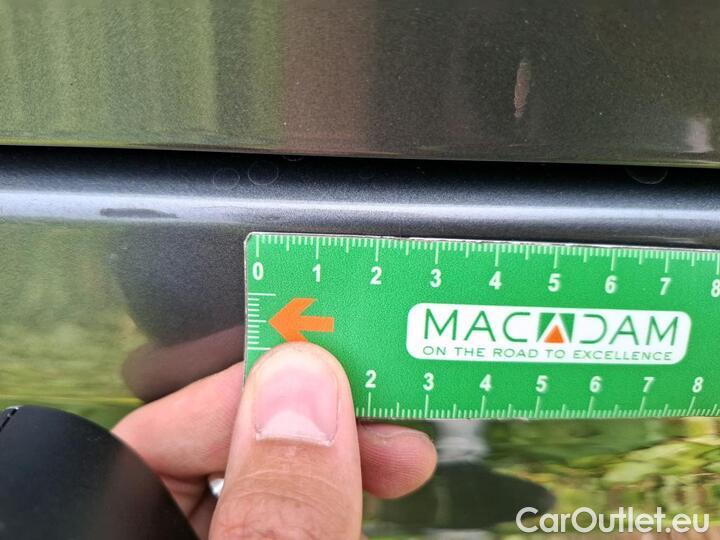 0 1 2 3 4 5 6 7 8
MACADAM
ON THE ROAD TO EXCELLENCE
2 3 4 5 6 7 8
CarOutlet.eu